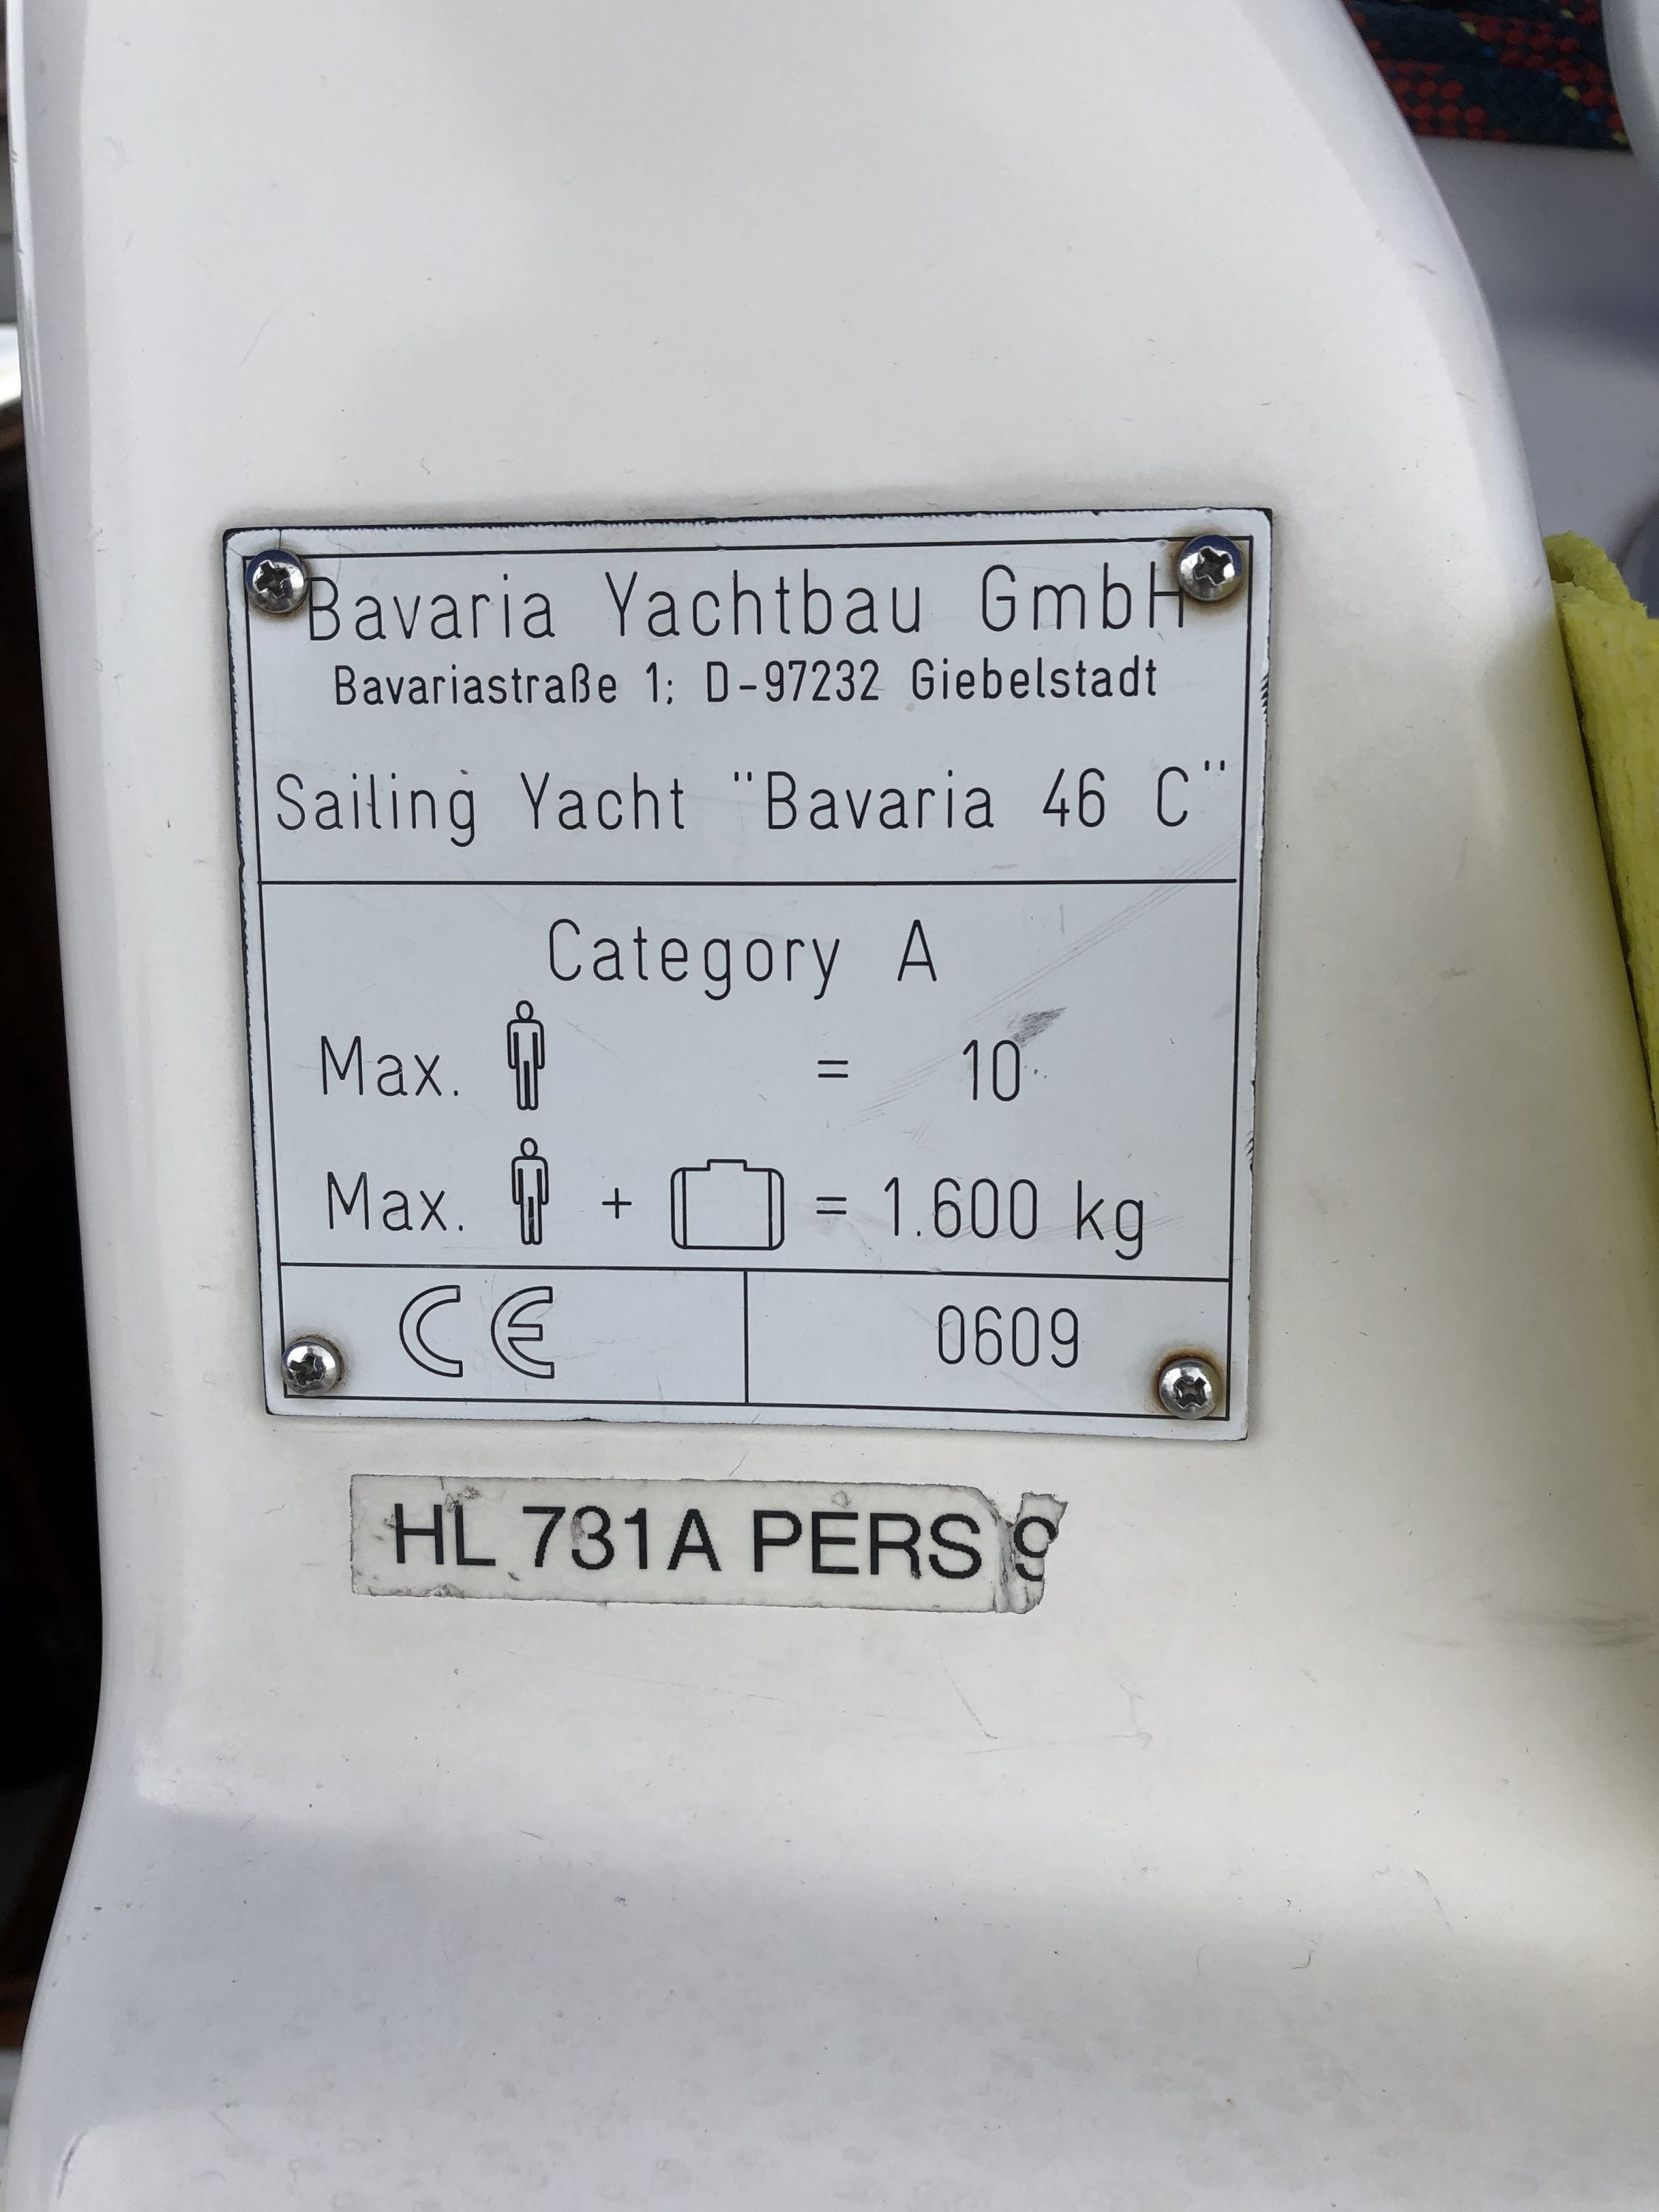 Bavaria Yachtbau GmbH
Bavariastraße 1; D-97232 Giebelstadt
Sailing Yacht "Bavaria 46 C"
Category A
Max. = 10
Max. + = 1.600 kg
CE 0609
HL 731A PERS 9